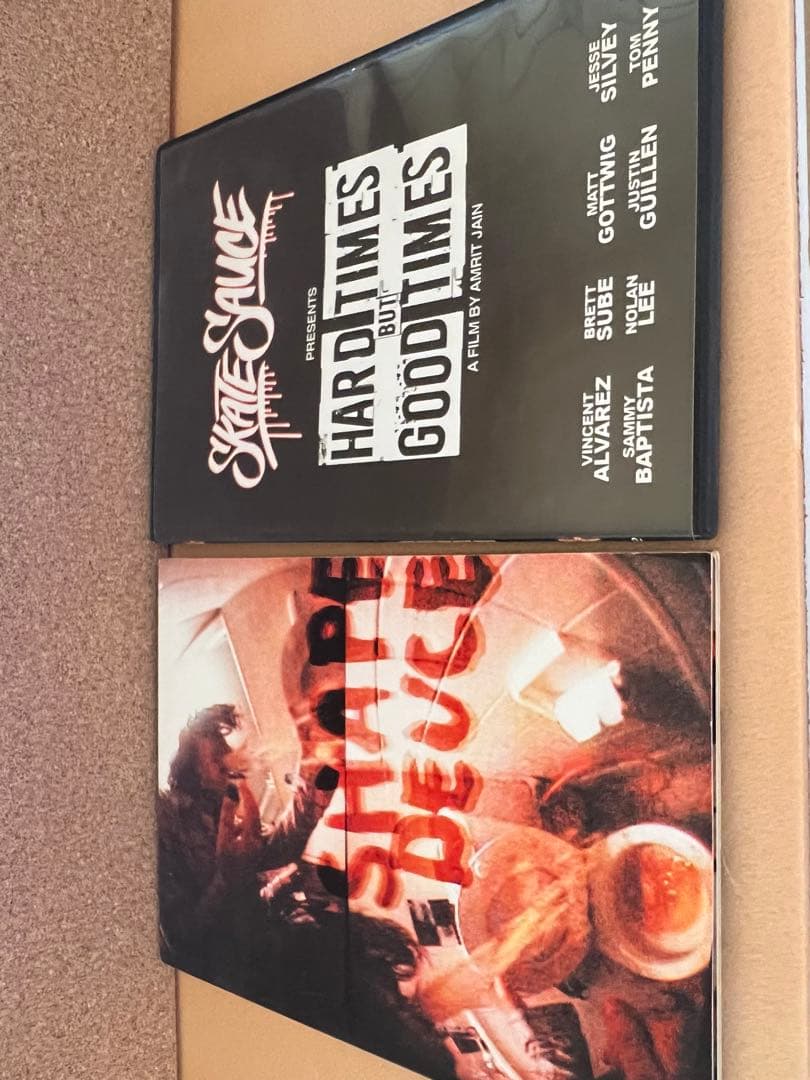 SKATE SAUCE
PRESENTS
HARD TIMES
BUT
GOOD TIMES
A FILM BY AMRIT JAIN
VINCENT ALVAREZ
BRETT SUBE
MATT GOTTWIG
JESSE SILVEY
SAMMY BAPTISTA
NOLAN LEE
JUSTIN GUILLEN
TOM PENNY
SHAPE
DEUCE